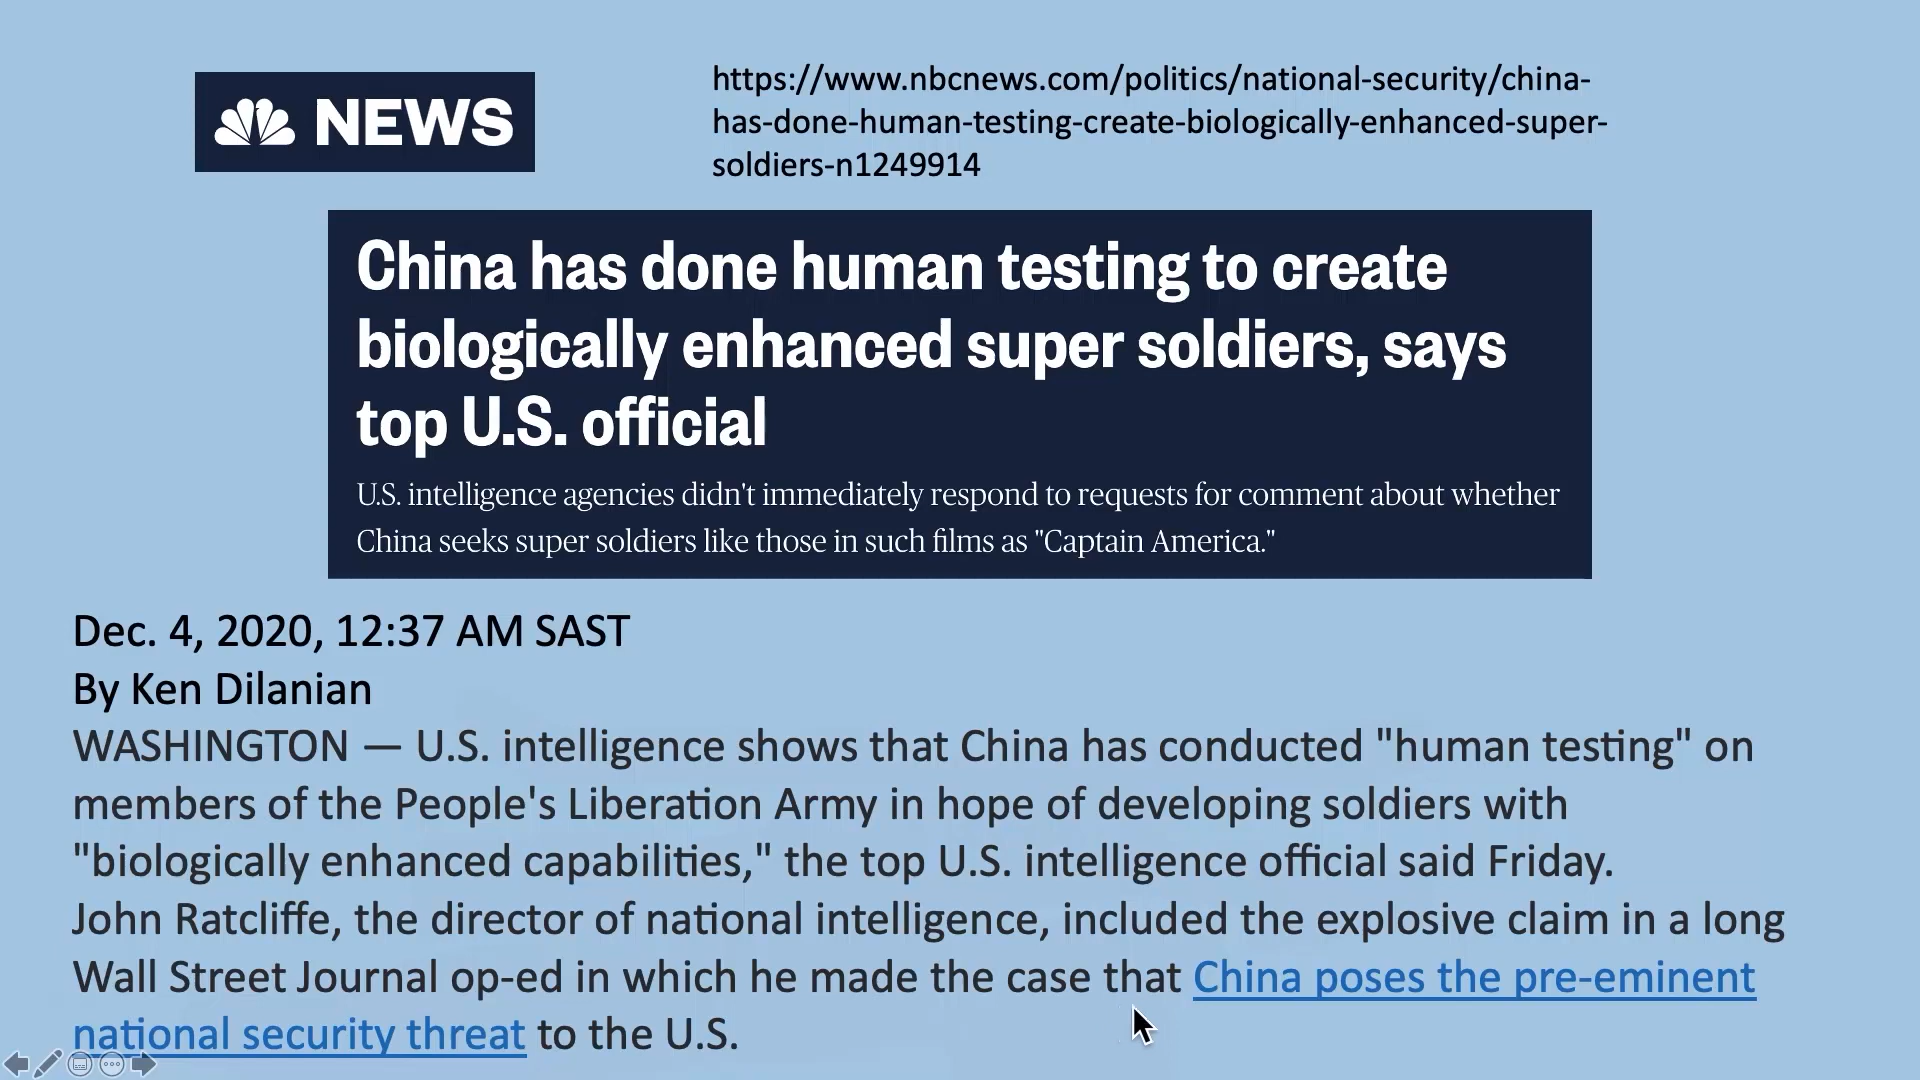 NEWS
https://www.nbcnews.com/politics/national-security/china-
has-done-human-testing-create-biologically-enhanced-super-
soldiers-n1249914
China has done human testing to create
biologically enhanced super soldiers, says
top U.S. official
U.S. intelligence agencies didn't immediately respond to requests for comment about whether
China seeks super soldiers like those in such films as "Captain America."
Dec. 4, 2020, 12:37 AM SAST
By Ken Dilanian
WASHINGTON — U.S. intelligence shows that China has conducted "human testing" on
members of the People's Liberation Army in hope of developing soldiers with
"biologically enhanced capabilities," the top U.S. intelligence official said Friday.
John Ratcliffe, the director of national intelligence, included the explosive claim in a long
Wall Street Journal op-ed in which he made the case that China poses the pre-eminent
national security threat to the U.S.